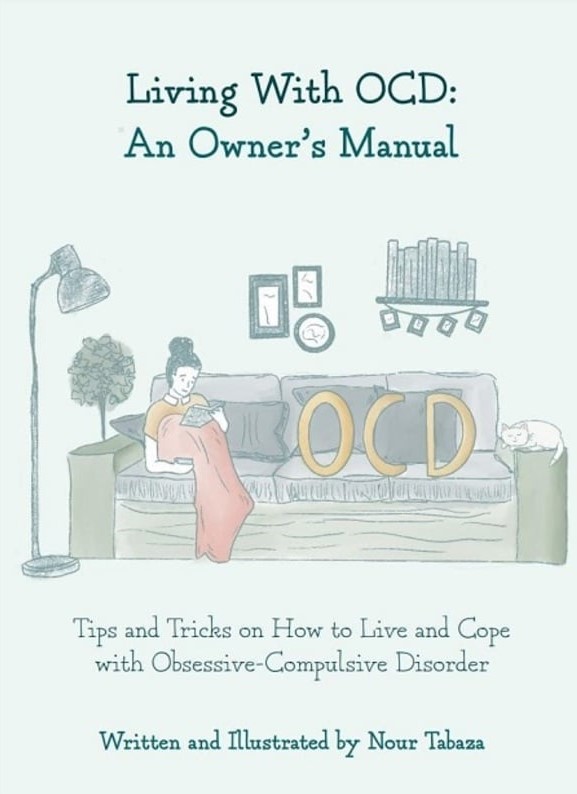 Living With OCD:
An Owner's Manual
OCD
Tips and Tricks on How to Live and Cope
with Obsessive-Compulsive Disorder
Written and Illustrated by Nour Tabaza